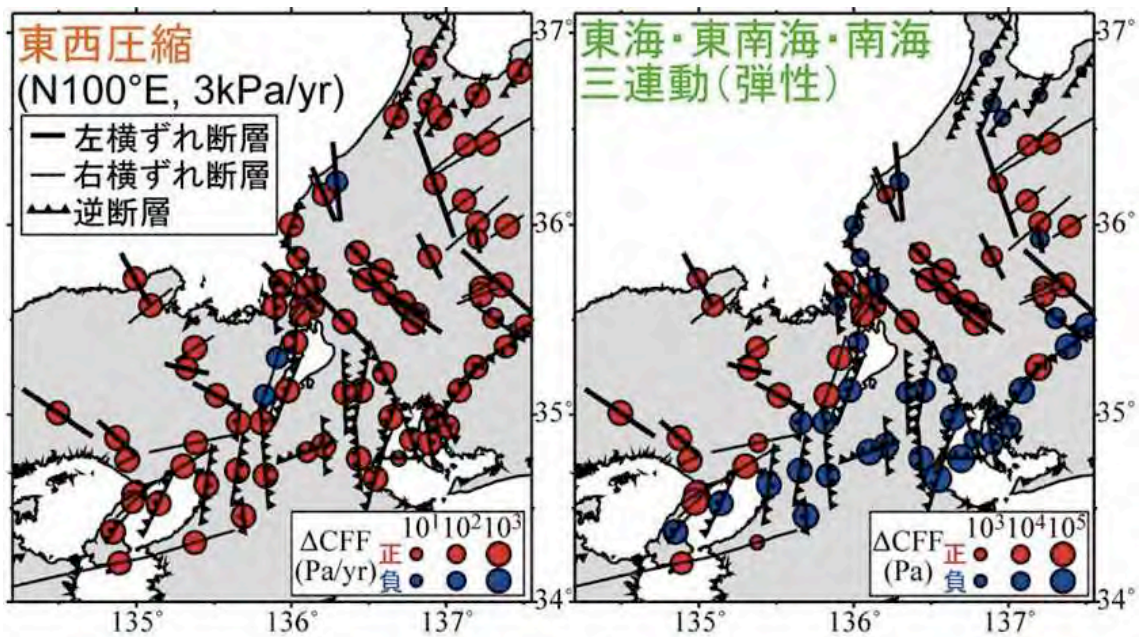 東西圧縮
(N100°E, 3kPa/yr)
左横ずれ断層
右横ずれ断層
逆断層
ΔCFF
(Pa/yr)
10¹ 10² 10³
正
負
37°
36°
35°
34°
135° 136° 137°
東海・東南海・南海
三連動(弾性)
ΔCFF
(Pa)
10³ 10⁴ 10⁵
正
負
37°
36°
35°
34°
135° 136° 137°